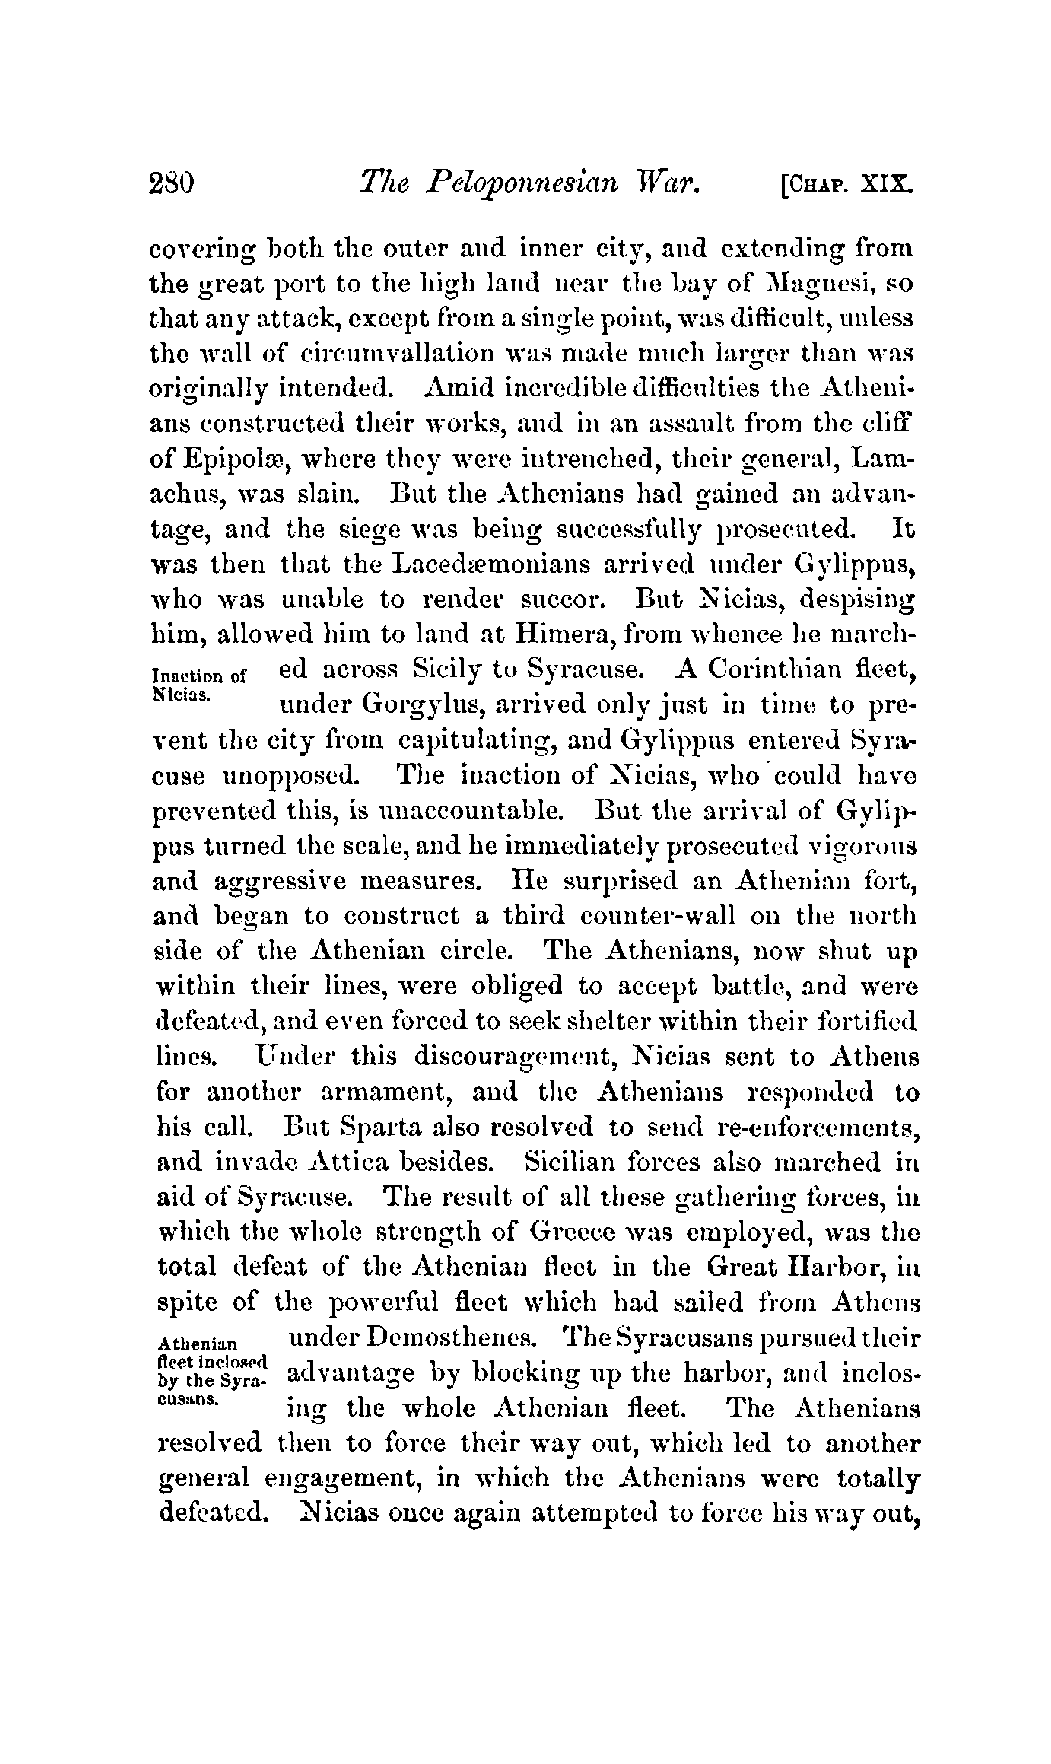 280 The Peloponnesian War. [CHAP. XIX.
covering both the outer and inner city, and extending from
the great port to the high land near the bay of Magnesi, so
that any attack, except from a single point, was difficult, unless
the wall of circumvallation was made much larger than was
originally intended. Amid incredible difficulties the Atheni-
ans constructed their works, and in an assault from the cliff
of Epipolæ, where they were intrenched, their general, Lam-
achus, was slain. But the Athenians had gained an advan-
tage, and the siege was being successfully prosecuted. It
was then that the Lacedæmonians arrived under Gylippus,
who was unable to render succor. But Nicias, despising
him, allowed him to land at Himera, from whence he march-
Inaction of
Nicias.
ed across Sicily to Syracuse. A Corinthian fleet,
under Gorgylus, arrived only just in time to pre-
vent the city from capitulating, and Gylippus entered Syra-
cuse unopposed. The inaction of Nicias, who could have
prevented this, is unaccountable. But the arrival of Gylip-
pus turned the scale, and he immediately prosecuted vigorous
and aggressive measures. He surprised an Athenian fort,
and began to construct a third counter-wall on the north
side of the Athenian circle. The Athenians, now shut up
within their lines, were obliged to accept battle, and were
defeated, and even forced to seek shelter within their fortified
lines. Under this discouragement, Nicias sent to Athens
for another armament, and the Athenians responded to
his call. But Sparta also resolved to send re-enforcements,
and invade Attica besides. Sicilian forces also marched in
aid of Syracuse. The result of all these gathering forces, in
which the whole strength of Greece was employed, was the
total defeat of the Athenian fleet in the Great Harbor, in
spite of the powerful fleet which had sailed from Athens
Athenian
fleet inclosed
by the Syra-
cusans.
under Demosthenes. The Syracusans pursued their
advantage by blocking up the harbor, and inclos-
ing the whole Athenian fleet. The Athenians
resolved then to force their way out, which led to another
general engagement, in which the Athenians were totally
defeated. Nicias once again attempted to force his way out,